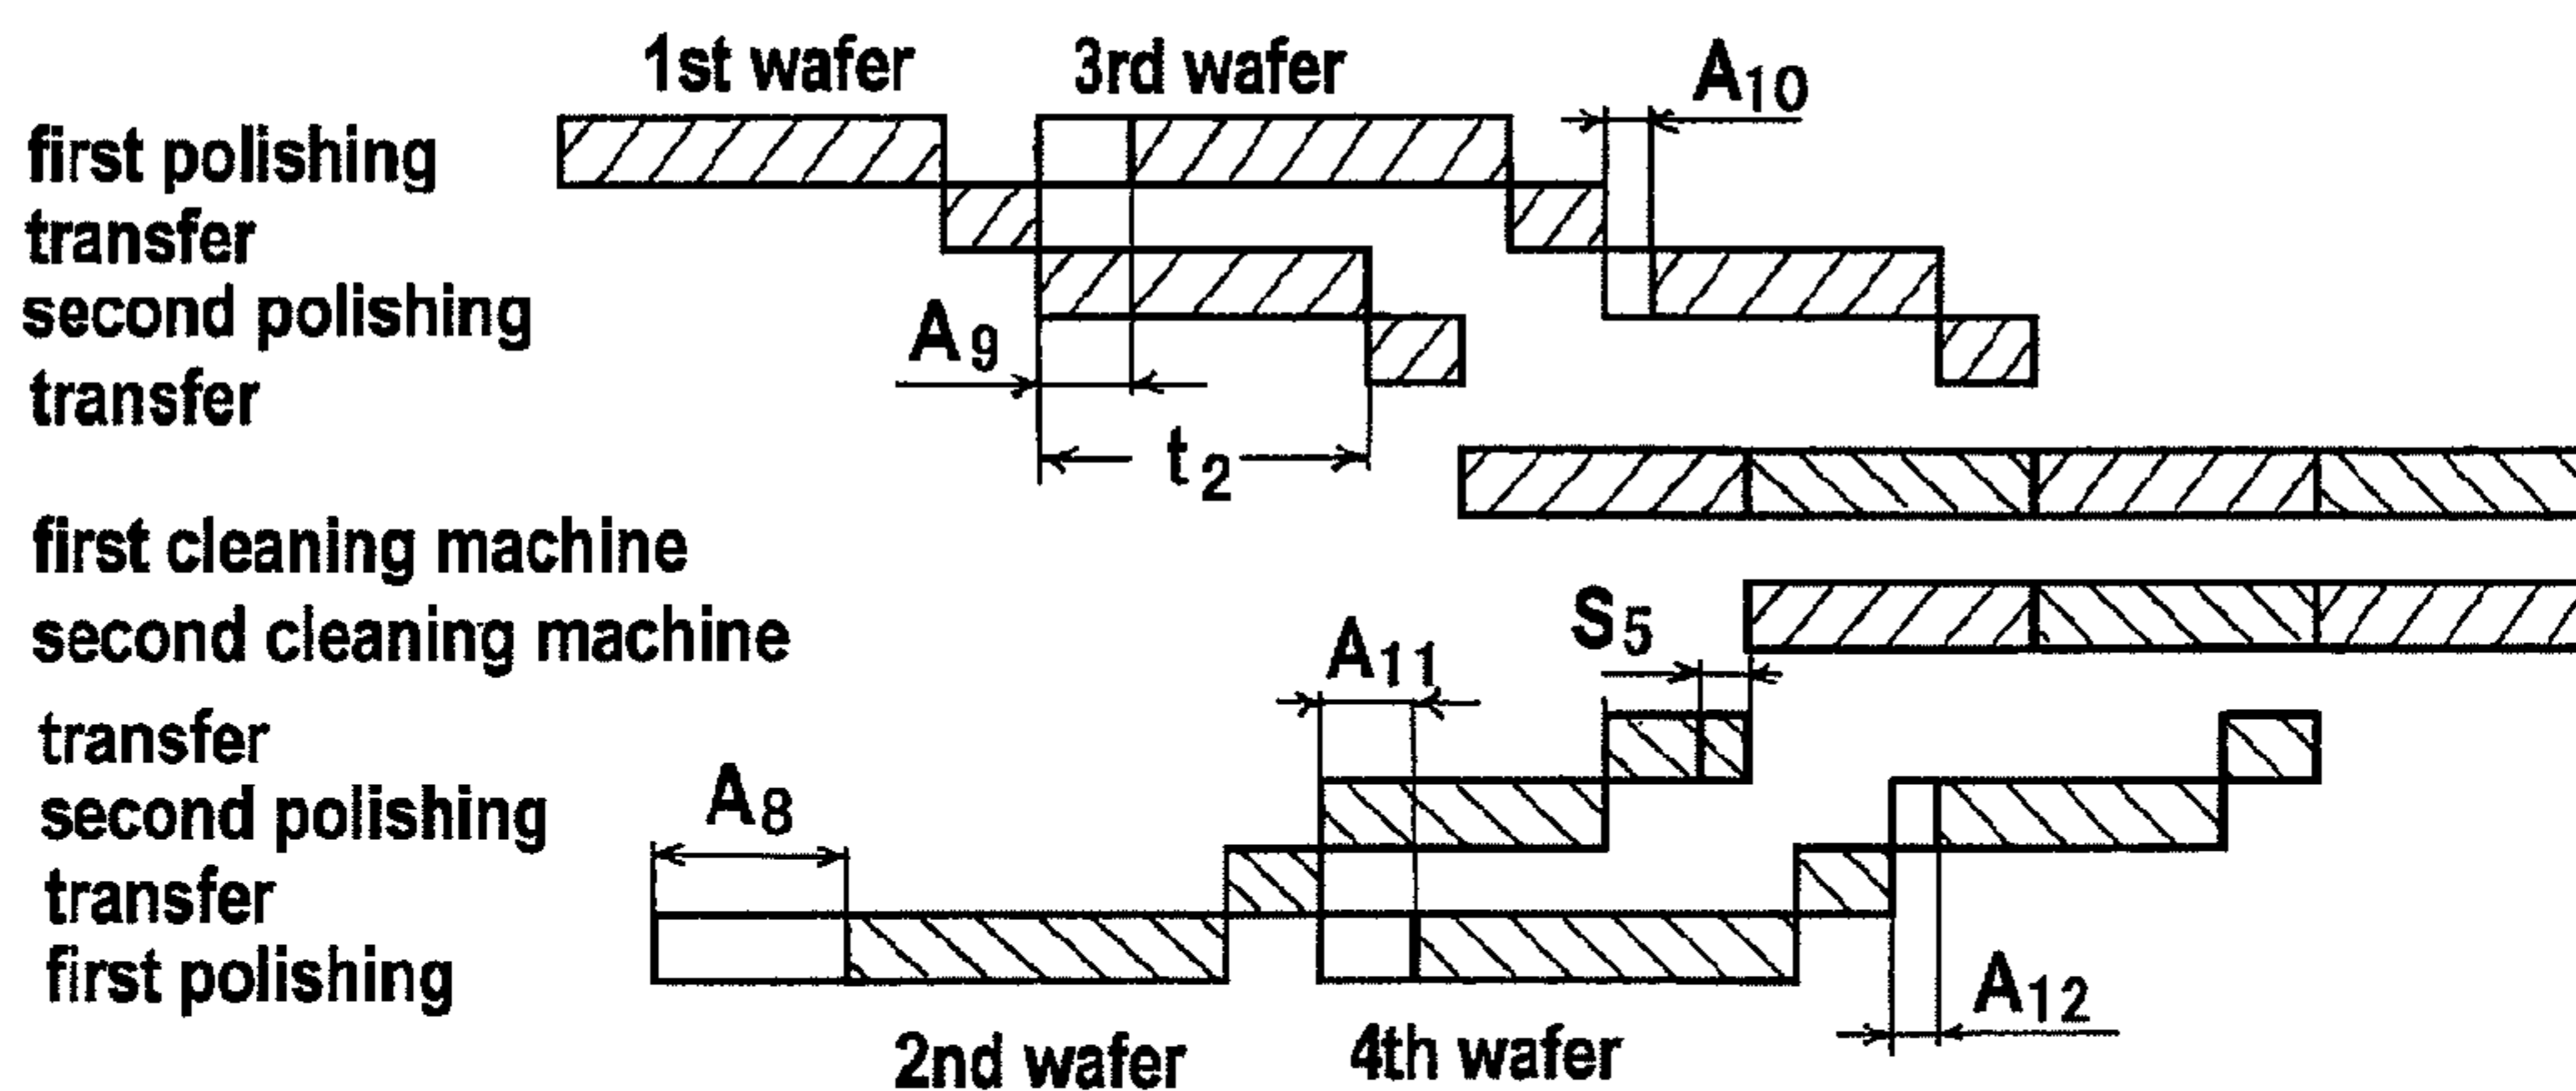 1st wafer 3rd wafer A10
first polishing
transfer
second polishing
A9
transfer
t2
first cleaning machine
S5
second cleaning machine
A11
transfer
A8
second polishing
transfer
first polishing
A12
2nd wafer 4th wafer